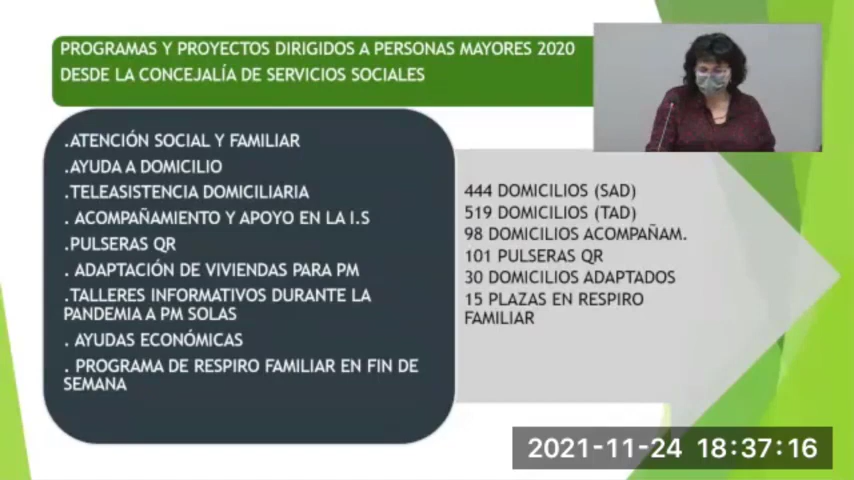 PROGRAMAS Y PROYECTOS DIRIGIDOS A PERSONAS MAYORES 2020
DESDE LA CONCEJALÍA DE SERVICIOS SOCIALES
.ATENCIÓN SOCIAL Y FAMILIAR
.AYUDA A DOMICILIO
.TELEASISTENCIA DOMICILIARIA
. ACOMPAÑAMIENTO Y APOYO EN LA I.S
.PULSERAS QR
. ADAPTACIÓN DE VIVIENDAS PARA PM
.TALLERES INFORMATIVOS DURANTE LA
PANDEMIA A PM SOLAS
. AYUDAS ECONÓMICAS
. PROGRAMA DE RESPIRO FAMILIAR EN FIN DE
SEMANA
444 DOMICILIOS (SAD)
519 DOMICILIOS (TAD)
98 DOMICILIOS ACOMPAÑAM.
101 PULSERAS QR
30 DOMICILIOS ADAPTADOS
15 PLAZAS EN RESPIRO
FAMILIAR
2021-11-24 18:37:16